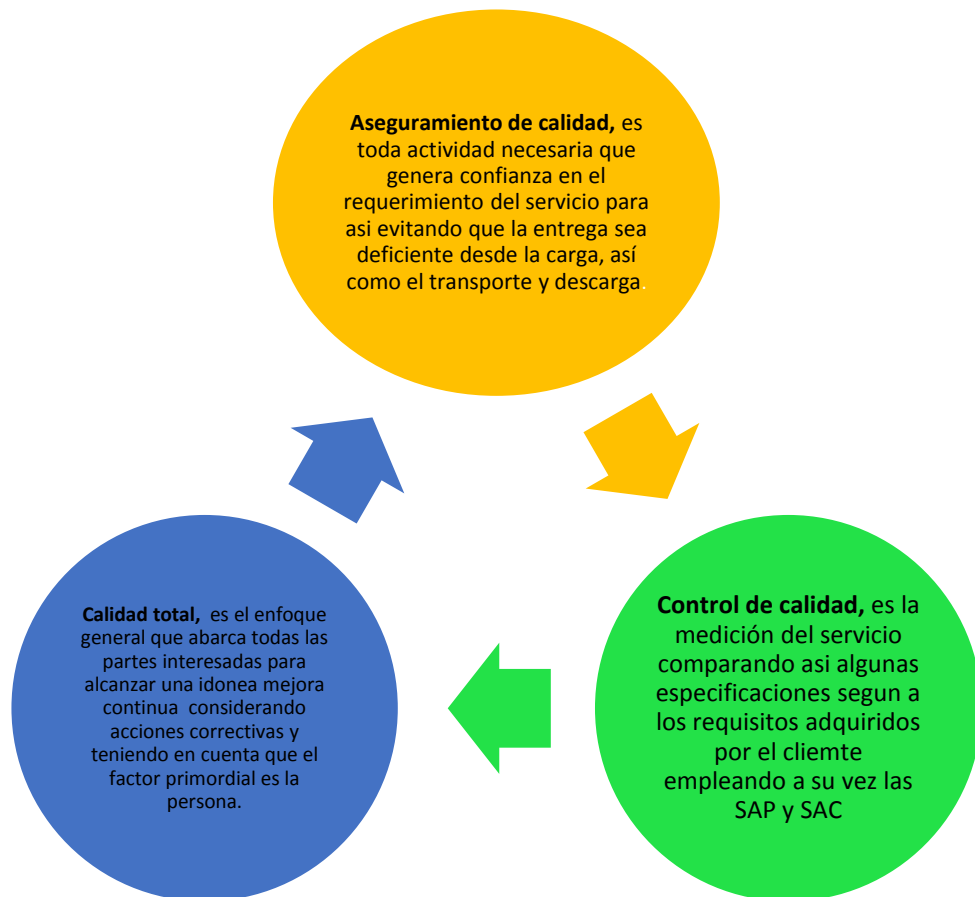 Aseguramiento de calidad, es
toda actividad necesaria que
genera confianza en el
requerimiento del servicio para
asi evitando que la entrega sea
deficiente desde la carga, así
como el transporte y descarga.
Control de calidad, es la
medición del servicio
comparando asi algunas
especificaciones segun a
los requisitos adquiridos
por el cliemte
empleando a su vez las
SAP y SAC
Calidad total, es el enfoque
general que abarca todas las
partes interesadas para
alcanzar una idonea mejora
continua considerando
acciones correctivas y
teniendo en cuenta que el
factor primordial es la
persona.